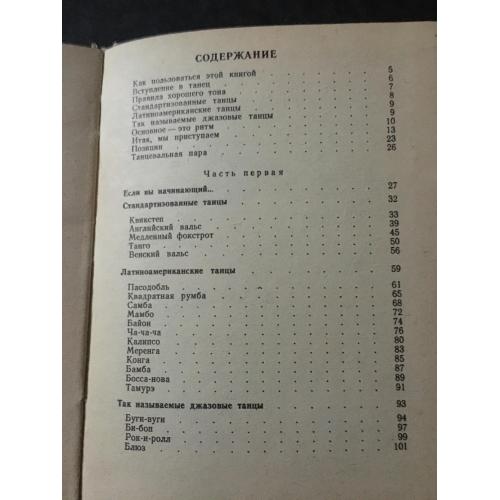 СОДЕРЖАНИЕ
Как пользоваться этой книгой . . . . . . 5
Вступление в танец . . . . . . 6
Правила хорошего тона . . . . . . 7
Стандартизованные танцы . . . . . . 8
Латиноамериканские танцы . . . . . . 9
Так называемые джазовые танцы . . . . . . 9
Основное — это ритм . . . . . . 10
Итак, мы приступаем . . . . . . 13
Позиции . . . . . . 23
Танцевальная пара . . . . . . 26
Часть первая
Если вы начинающий... . . . . . . 27
Стандартизованные танцы . . . . . . 32
Квикстеп . . . . . . 33
Английский вальс . . . . . . 39
Медленный фокстрот . . . . . . 45
Танго . . . . . . 50
Венский вальс . . . . . . 56
Латиноамериканские танцы . . . . . . 59
Пасодобль . . . . . . 61
Квадратная румба . . . . . . 65
Самба . . . . . . 68
Мамбо . . . . . . 72
Байон . . . . . . 74
Ча-ча-ча . . . . . . 76
Калипсо . . . . . . 80
Меренга . . . . . . 83
Конга . . . . . . 85
Бамба . . . . . . 87
Босса-нова . . . . . . 89
Тамурэ . . . . . . 91
Так называемые джазовые танцы . . . . . . 93
Буги-вуги . . . . . . 94
Би-боп . . . . . . 97
Рок-н-ролл . . . . . . 99
Блюз . . . . . . 101